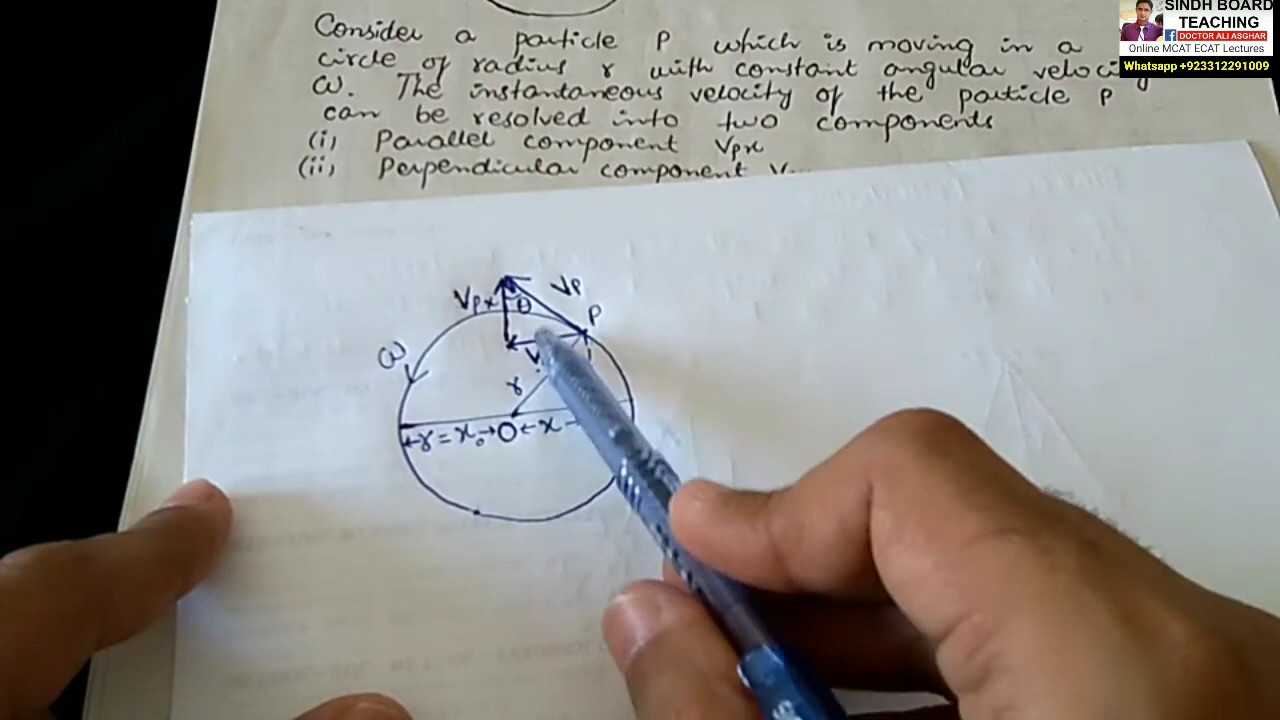 SINDH BOARD
TEACHING
DOCTOR ALI ASGHAR
Online MCAT ECAT Lectures
Whatsapp +923312291009
Consider a particle P which is moving in a
circle of radius r with constant angular
ω. The instantaneous velocity of the particle P
can be resolved into two components
(i) Parallel component Vpx
(ii) Perpendicular component
Vp
Vpx θ
P
ω
r
r = x₀ O x